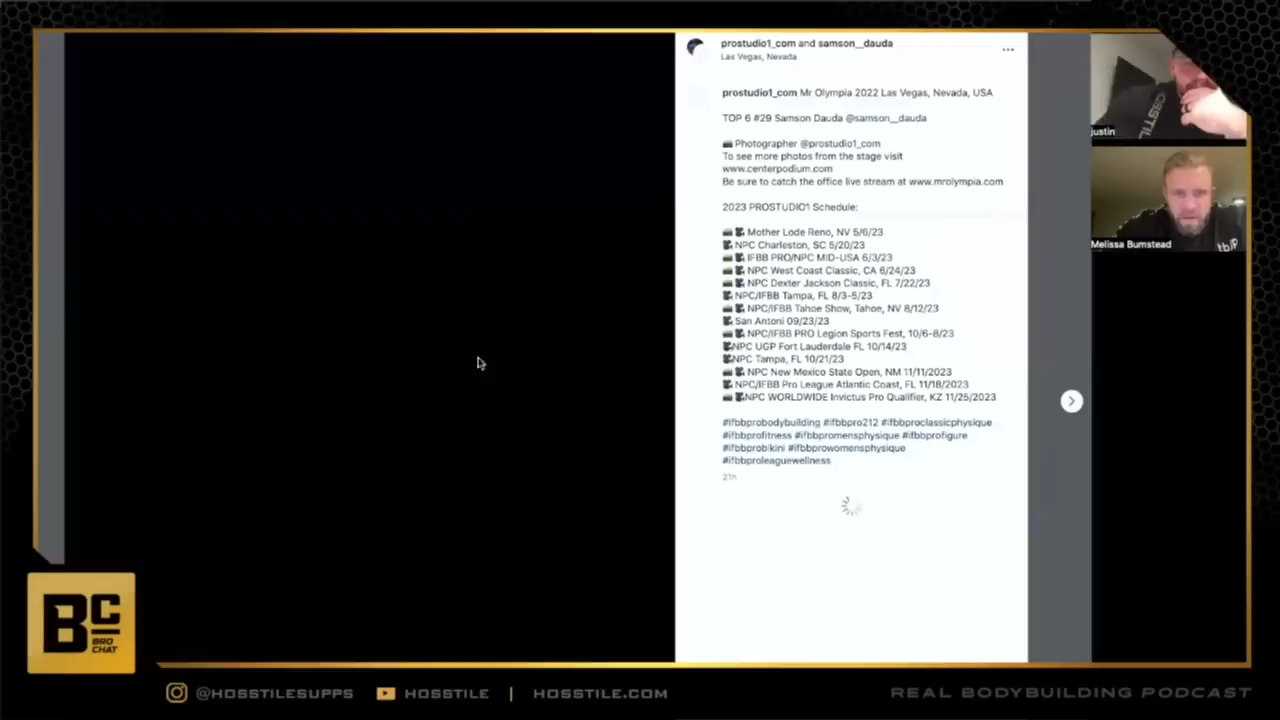 prostudio1_com and samson__dauda
Las Vegas, Nevada
prostudio1_com Mr Olympia 2022 Las Vegas, Nevada, USA
TOP 6 #29 Samson Dauda @samson__dauda
📷 Photographer @prostudio1_com
To see more photos from the stage visit
www.centerpodium.com
Be sure to catch the office live stream at www.mrolympia.com
2023 PROSTUDIO1 Schedule:
Mother Lode Reno, NV 5/6/23
NPC Charleston, SC 5/20/23
IFBB PRO/NPC MID-USA 6/3/23
NPC West Coast Classic, CA 6/24/23
NPC Dexter Jackson Classic, FL 7/22/23
NPC/IFBB Tampa, FL 8/3-5/23
NPC/IFBB Tahoe Show, Tahoe, NV 8/12/23
San Antoni 09/23/23
NPC/IFBB PRO Legion Sports Fest, 10/6-8/23
NPC UGP Fort Lauderdale FL 10/14/23
NPC Tampa, FL 10/21/23
NPC New Mexico State Open, NM 11/11/2023
NPC/IFBB Pro League Atlantic Coast, FL 11/18/2023
NPC WORLDWIDE Invictus Pro Qualifier, KZ 11/25/2023
#ifbbprobodybuilding #ifbbpro212 #ifbbproclassicphysique
#ifbbprofitness #ifbbpromensphysique #ifbbprofigure
#ifbbprobikini #ifbbprowomensphysique
#ifbbproleaguewellness
21h
justin
Melissa Bumstead
BC
BRO
CHAT
@HOSSTILESUPPS
HOSSTILE
|
HOSSTILE.COM
REAL BODYBUILDING PODCAST